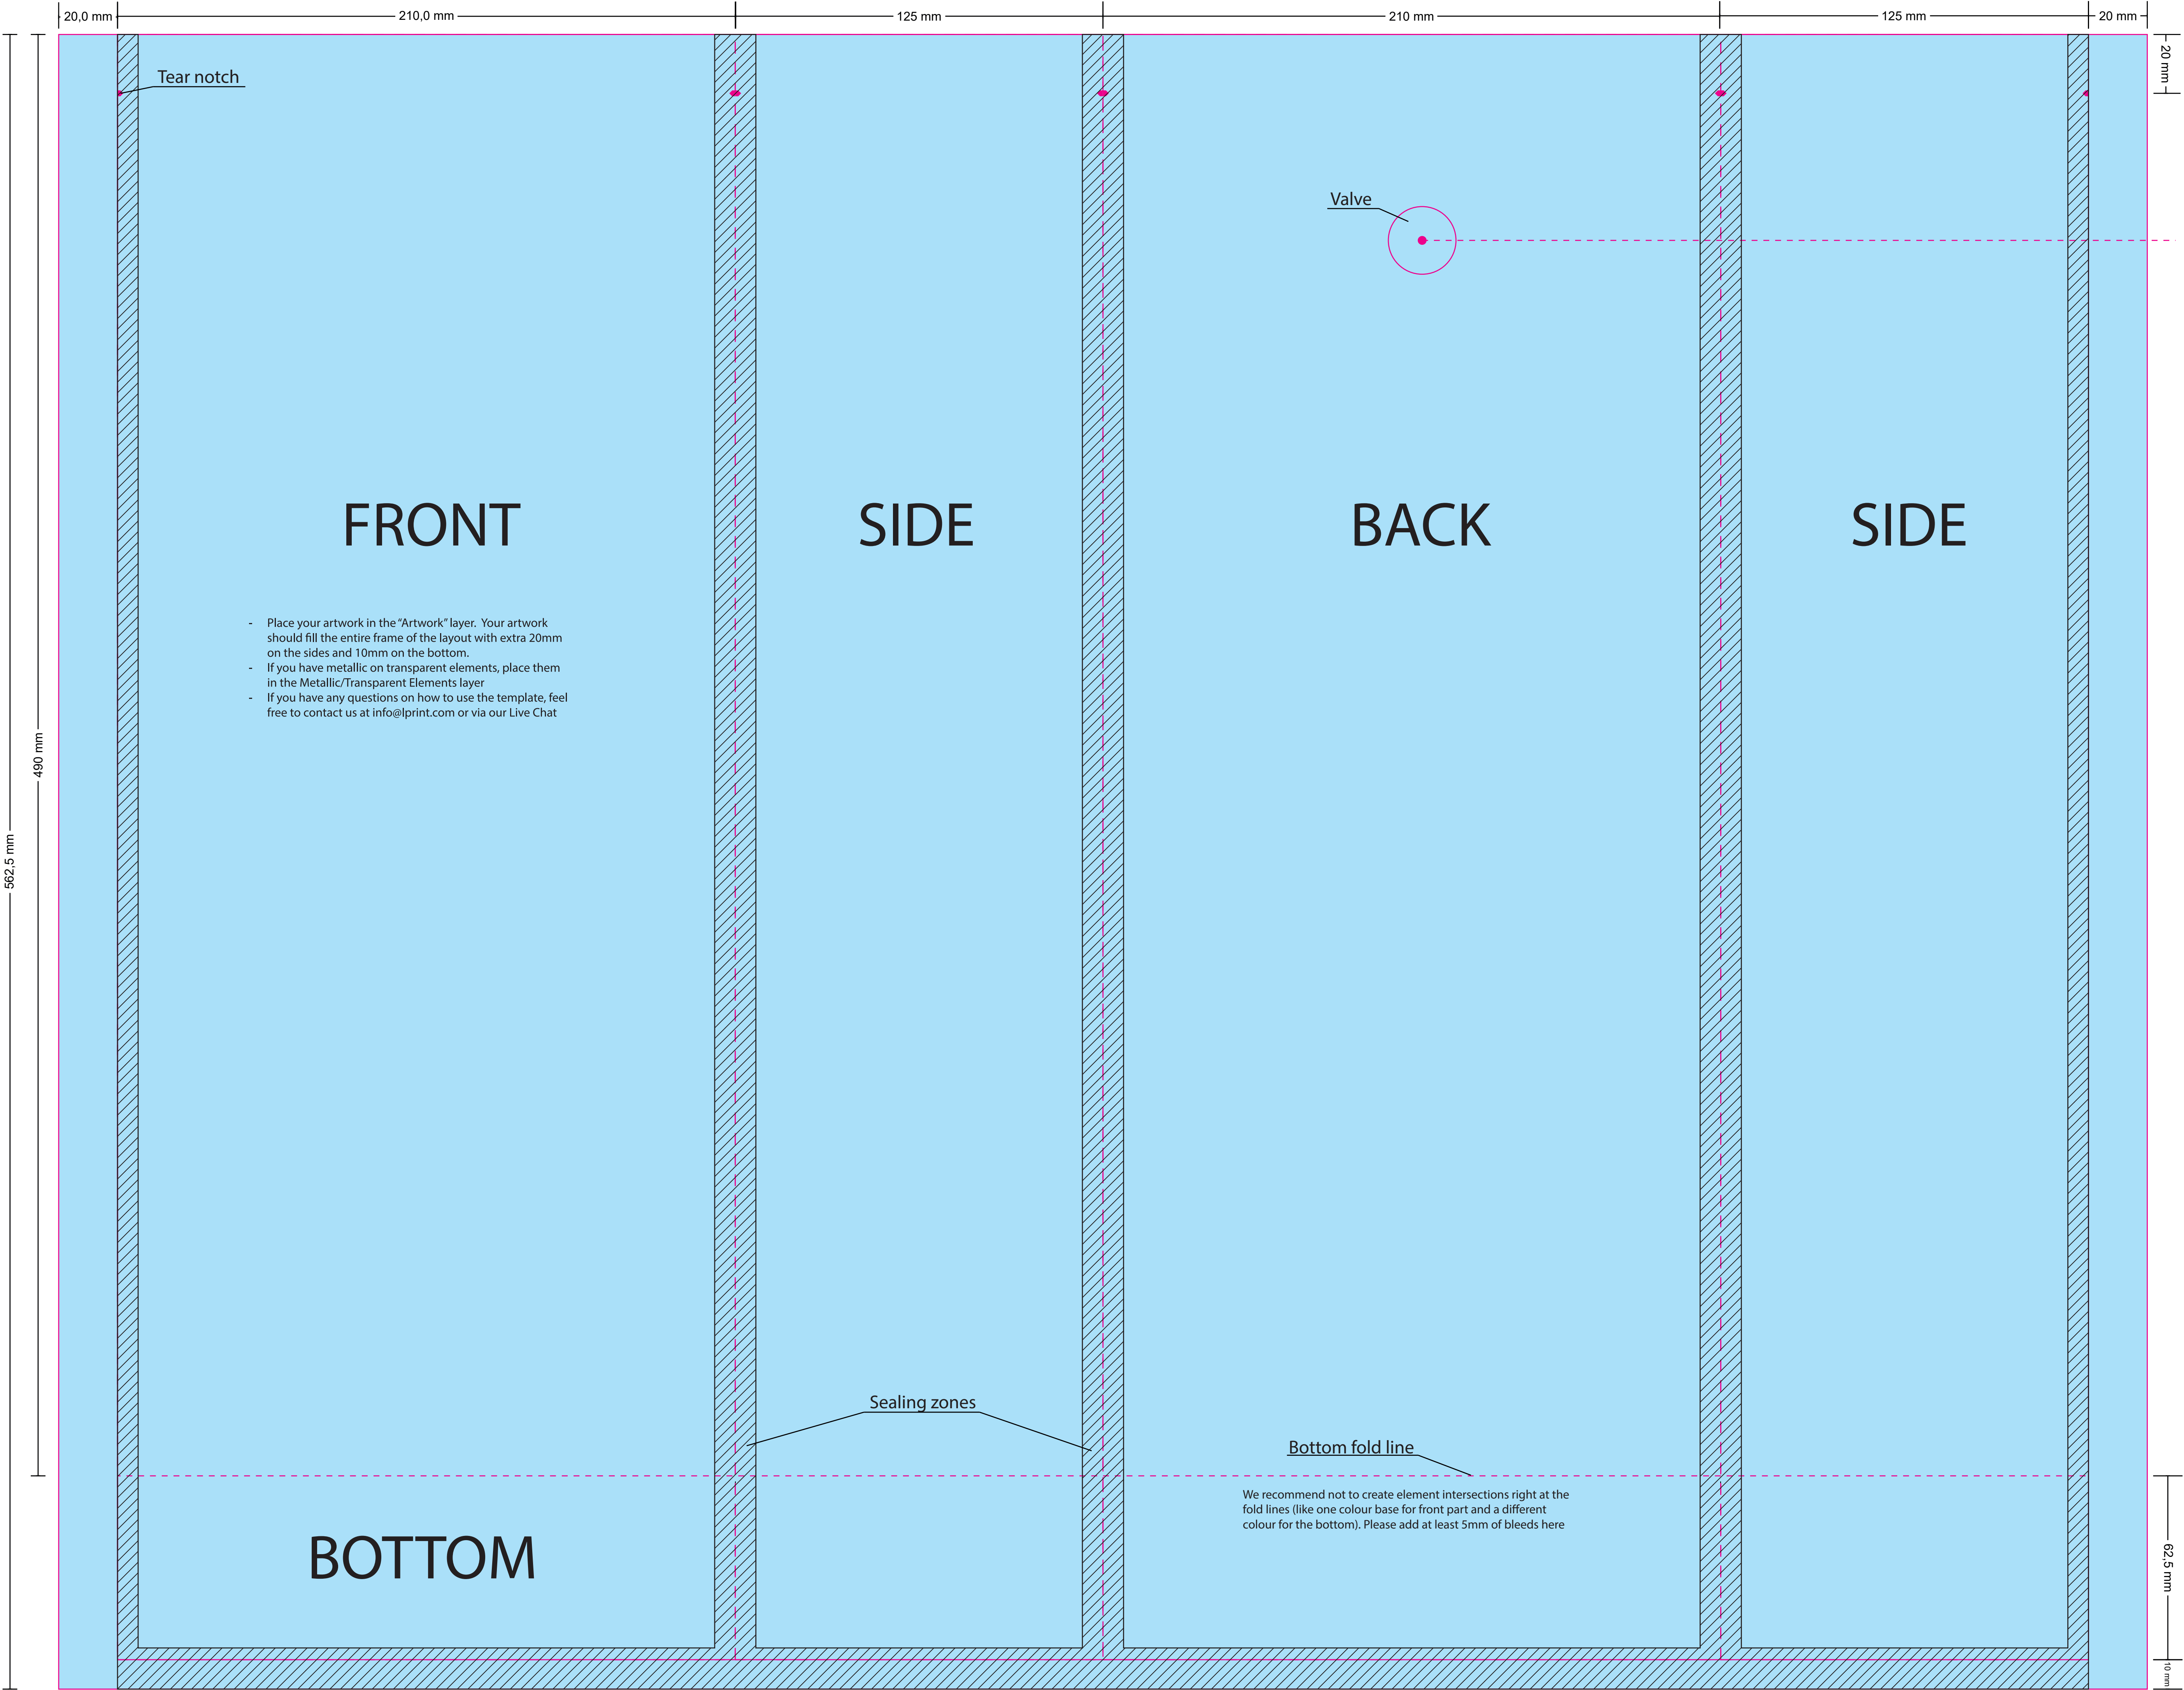 20,0 mm
210,0 mm
125 mm
210 mm
125 mm
20 mm
20 mm
Tear notch
Valve
FRONT
SIDE
BACK
SIDE
- Place your artwork in the “Artwork” layer. Your artwork
should fill the entire frame of the layout with extra 20mm
on the sides and 10mm on the bottom.
- If you have metallic on transparent elements, place them
in the Metallic/Transparent Elements layer
- If you have any questions on how to use the template, feel
free to contact us at info@lprint.com or via our Live Chat
490 mm
562,5 mm
Sealing zones
Bottom fold line
We recommend not to create element intersections right at the
fold lines (like one colour base for front part and a different
colour for the bottom). Please add at least 5mm of bleeds here
BOTTOM
62,5 mm
10 mm